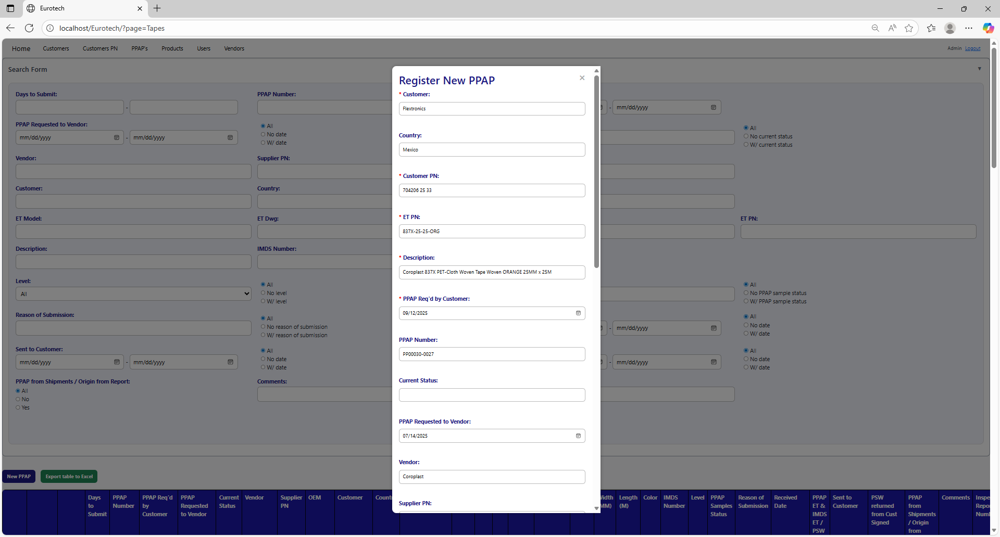 Eurotech
localhost/Eurotech/?page=Tapes
Home Customers Customers PN PPAP's Products Users Vendors Admin Logout
Search Form
Register New PPAP
* Customer:
Flextronics
Country:
Mexico
* Customer PN:
704206 25 33
* ET PN:
837X-25-25-ORG
* Description:
Coroplast 837X PET-Cloth Woven Tape Woven ORANGE 25MM x 25M
* PPAP Req'd by Customer:
09/12/2025
PPAP Number:
PP00030-0027
Current Status:
PPAP Requested to Vendor:
07/14/2025
Vendor:
Coroplast
Supplier PN:
Days to Submit: PPAP Number:
- - mm/dd/yyyy
PPAP Requested to Vendor:
mm/dd/yyyy - mm/dd/yyyy
All
No date
W/ date
All
No current status
W/ current status
Vendor: Supplier PN:
Customer: Country:
ET Model: ET Dwg: ET PN:
Description: IMDS Number:
Level:
All
All
No level
W/ level
All
No PPAP sample status
W/ PPAP sample status
Reason of Submission:
All
No reason of submission
W/ reason of submission
- mm/dd/yyyy
All
No date
W/ date
Sent to Customer:
mm/dd/yyyy - mm/dd/yyyy
All
No date
W/ date
- mm/dd/yyyy
All
No date
W/ date
PPAP from Shipments / Origin from Report: Comments:
All
No
Yes
New PPAP Export table to Excel
Days to Submit
PPAP Number
PPAP Req'd by Customer
PPAP Requested to Vendor
Current Status
Vendor
Supplier PN
OEM
Customer
Count
Width (MM)
Length (M)
Color
IMDS Number
Level
PPAP Samples Status
Reason of Submission
Received Date
PPAP ET & IMDS ET / PSW
Sent to Customer
PSW returned from Cust Signed
PPAP from Shipments / Origin from
Comments
Inspe Repor Numl